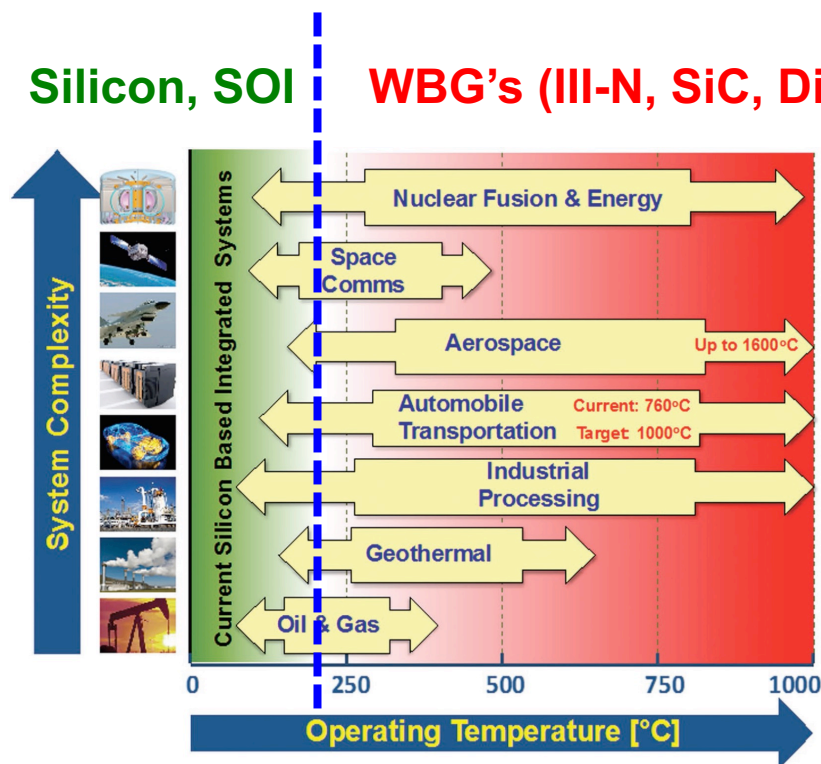 Silicon, SOI
WBG's (III-N, SiC, Di
System Complexity
Current Silicon Based Integrated Systems
Nuclear Fusion & Energy
Space
Comms
Aerospace
Up to 1600°C
Automobile
Transportation
Current: 760°C
Target: 1000°C
Industrial
Processing
Geothermal
Oil & Gas
0 250 500 750 1000
Operating Temperature [°C]